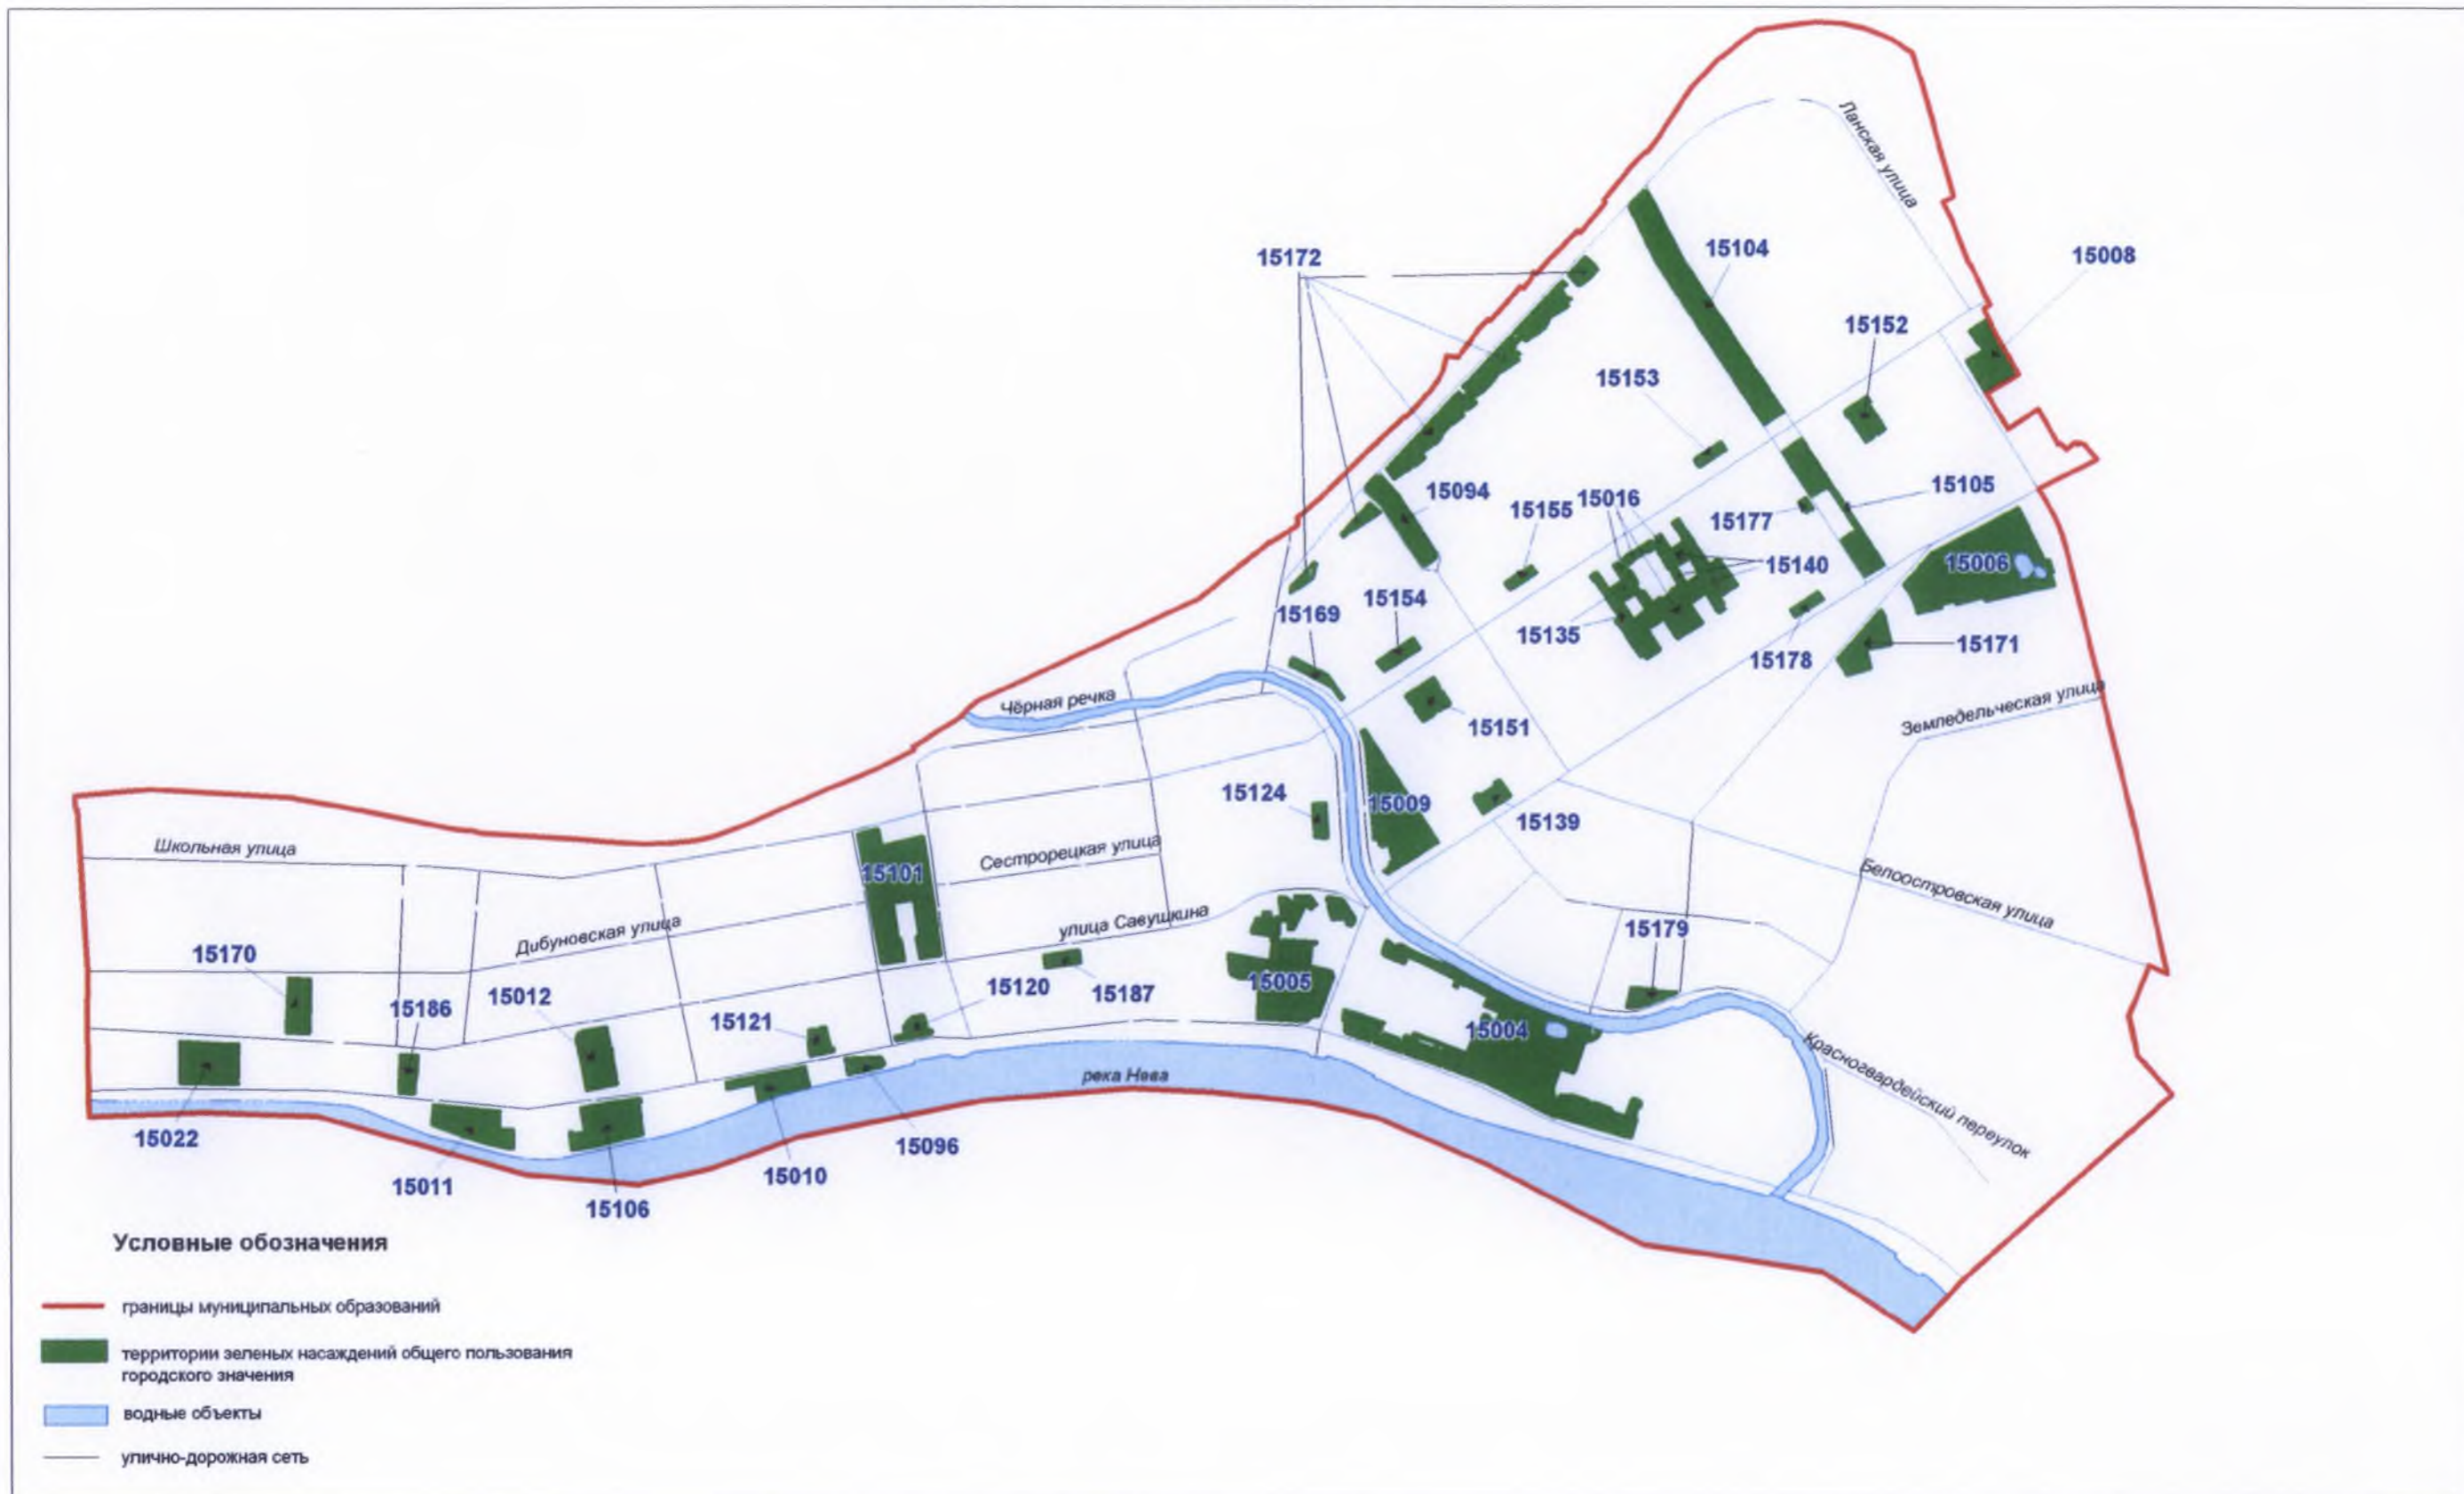 Ланская улица
15104
15008
15172
15152
15153
15094
15016
15105
15155
15177
15140
15006
15154
15169
15135
15171
15178
Чёрная речка
Земледельческая улица
15151
15124
15009
15139
Школьная улица
Сестрорецкая улица
15101
Белоостровская улица
улица Савушкина
Дибуновская улица
15179
15170
15005
15012
15120
15187
15186
15121
15004
Красногвардейский переулок
река Нева
15022
15096
15011
15010
15106
Условные обозначения
границы муниципальных образований
территории зеленых насаждений общего пользования
городского значения
водные объекты
улично-дорожная сеть